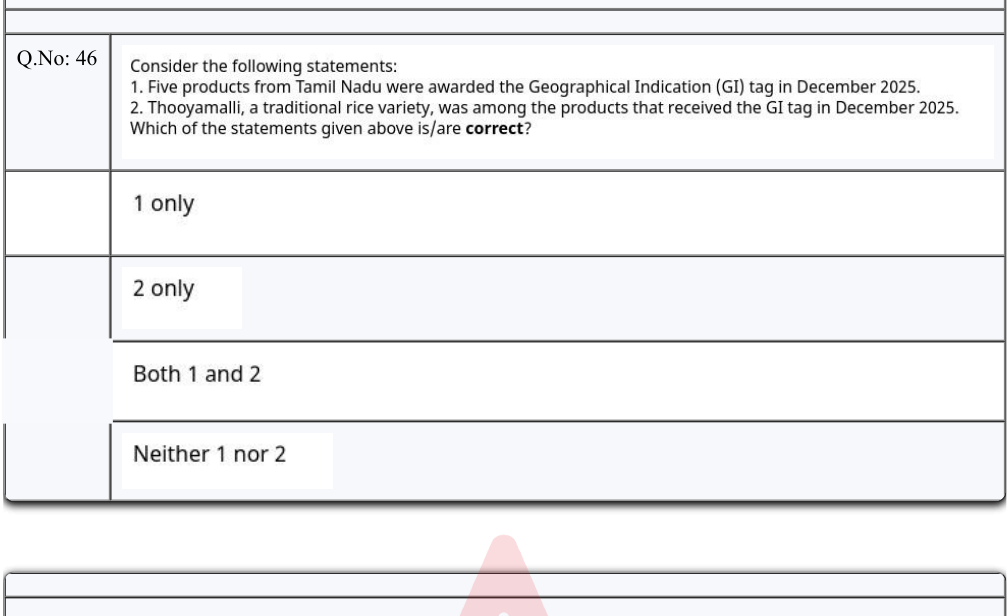 Q.No: 46
Consider the following statements:
1. Five products from Tamil Nadu were awarded the Geographical Indication (GI) tag in December 2025.
2. Thooyamalli, a traditional rice variety, was among the products that received the GI tag in December 2025.
Which of the statements given above is/are correct?
1 only
2 only
Both 1 and 2
Neither 1 nor 2